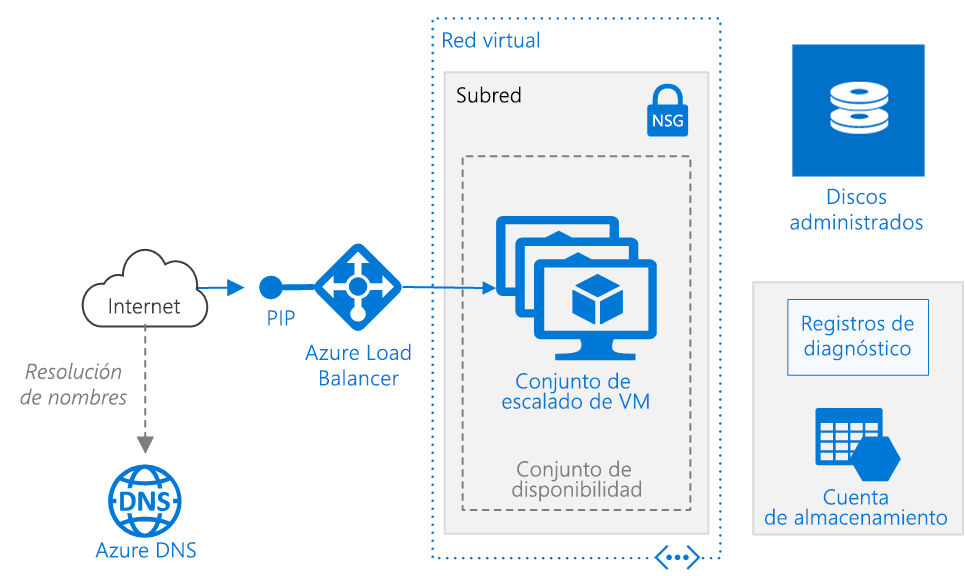 Red virtual
Subred
NSG
Discos
administrados
Internet
PIP
Azure Load
Balancer
Resolución
de nombres
DNS
Azure DNS
Conjunto de
escalado de VM
Conjunto de
disponibilidad
Registros de
diagnóstico
Cuenta
de almacenamiento